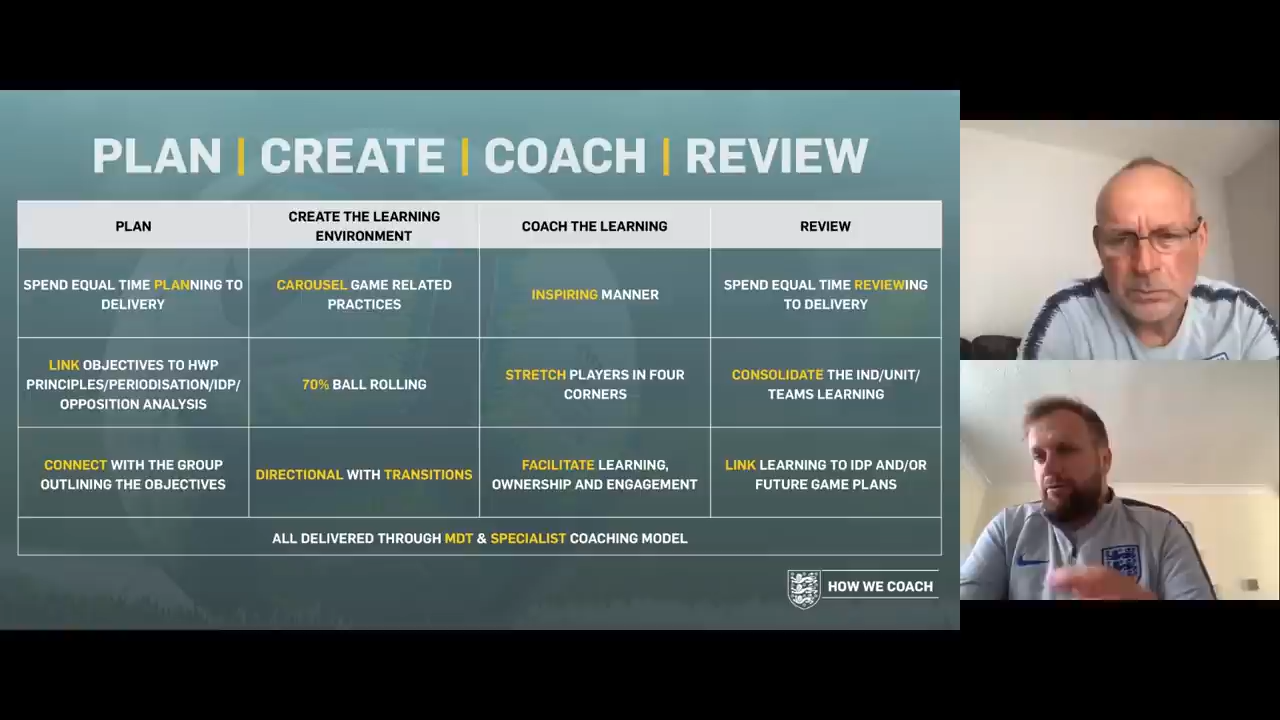 PLAN | CREATE | COACH | REVIEW
PLAN
CREATE THE LEARNING
ENVIRONMENT
COACH THE LEARNING
REVIEW
SPEND EQUAL TIME PLANNING TO
DELIVERY
CAROUSEL GAME RELATED
PRACTICES
INSPIRING MANNER
SPEND EQUAL TIME REVIEWING
TO DELIVERY
LINK OBJECTIVES TO HWP
PRINCIPLES/PERIODISATION/IDP/
OPPOSITION ANALYSIS
70% BALL ROLLING
STRETCH PLAYERS IN FOUR
CORNERS
CONSOLIDATE THE IND/UNIT/
TEAMS LEARNING
CONNECT WITH THE GROUP
OUTLINING THE OBJECTIVES
DIRECTIONAL WITH TRANSITIONS
FACILITATE LEARNING,
OWNERSHIP AND ENGAGEMENT
LINK LEARNING TO IDP AND/OR
FUTURE GAME PLANS
ALL DELIVERED THROUGH MDT & SPECIALIST COACHING MODEL
HOW WE COACH